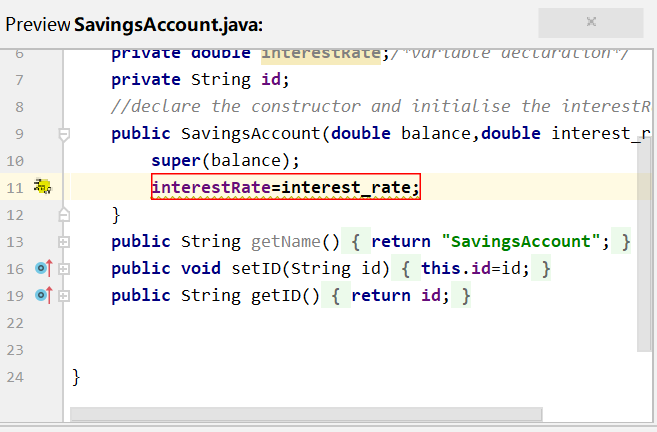 Preview SavingsAccount.java:
6 private double interestRate;/*variable declaration*/
7 private String id;
8 //declare the constructor and initialise the interestR
9 public SavingsAccount(double balance,double interest_r
10 super(balance);
11 interestRate=interest_rate;
12 }
13 public String getName() { return "SavingsAccount"; }
16 public void setID(String id) { this.id=id; }
19 public String getID() { return id; }
22
23
24 }